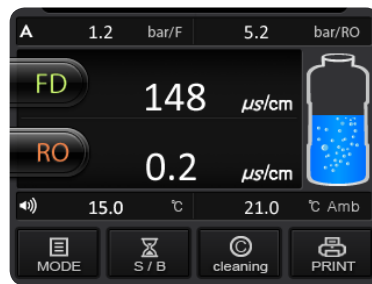 A 1.2 bar/F 5.2 bar/RO
FD 148 μs/cm
RO 0.2 μs/cm
15.0 ℃ 21.0 ℃ Amb
MODE S / B © cleaning PRINT